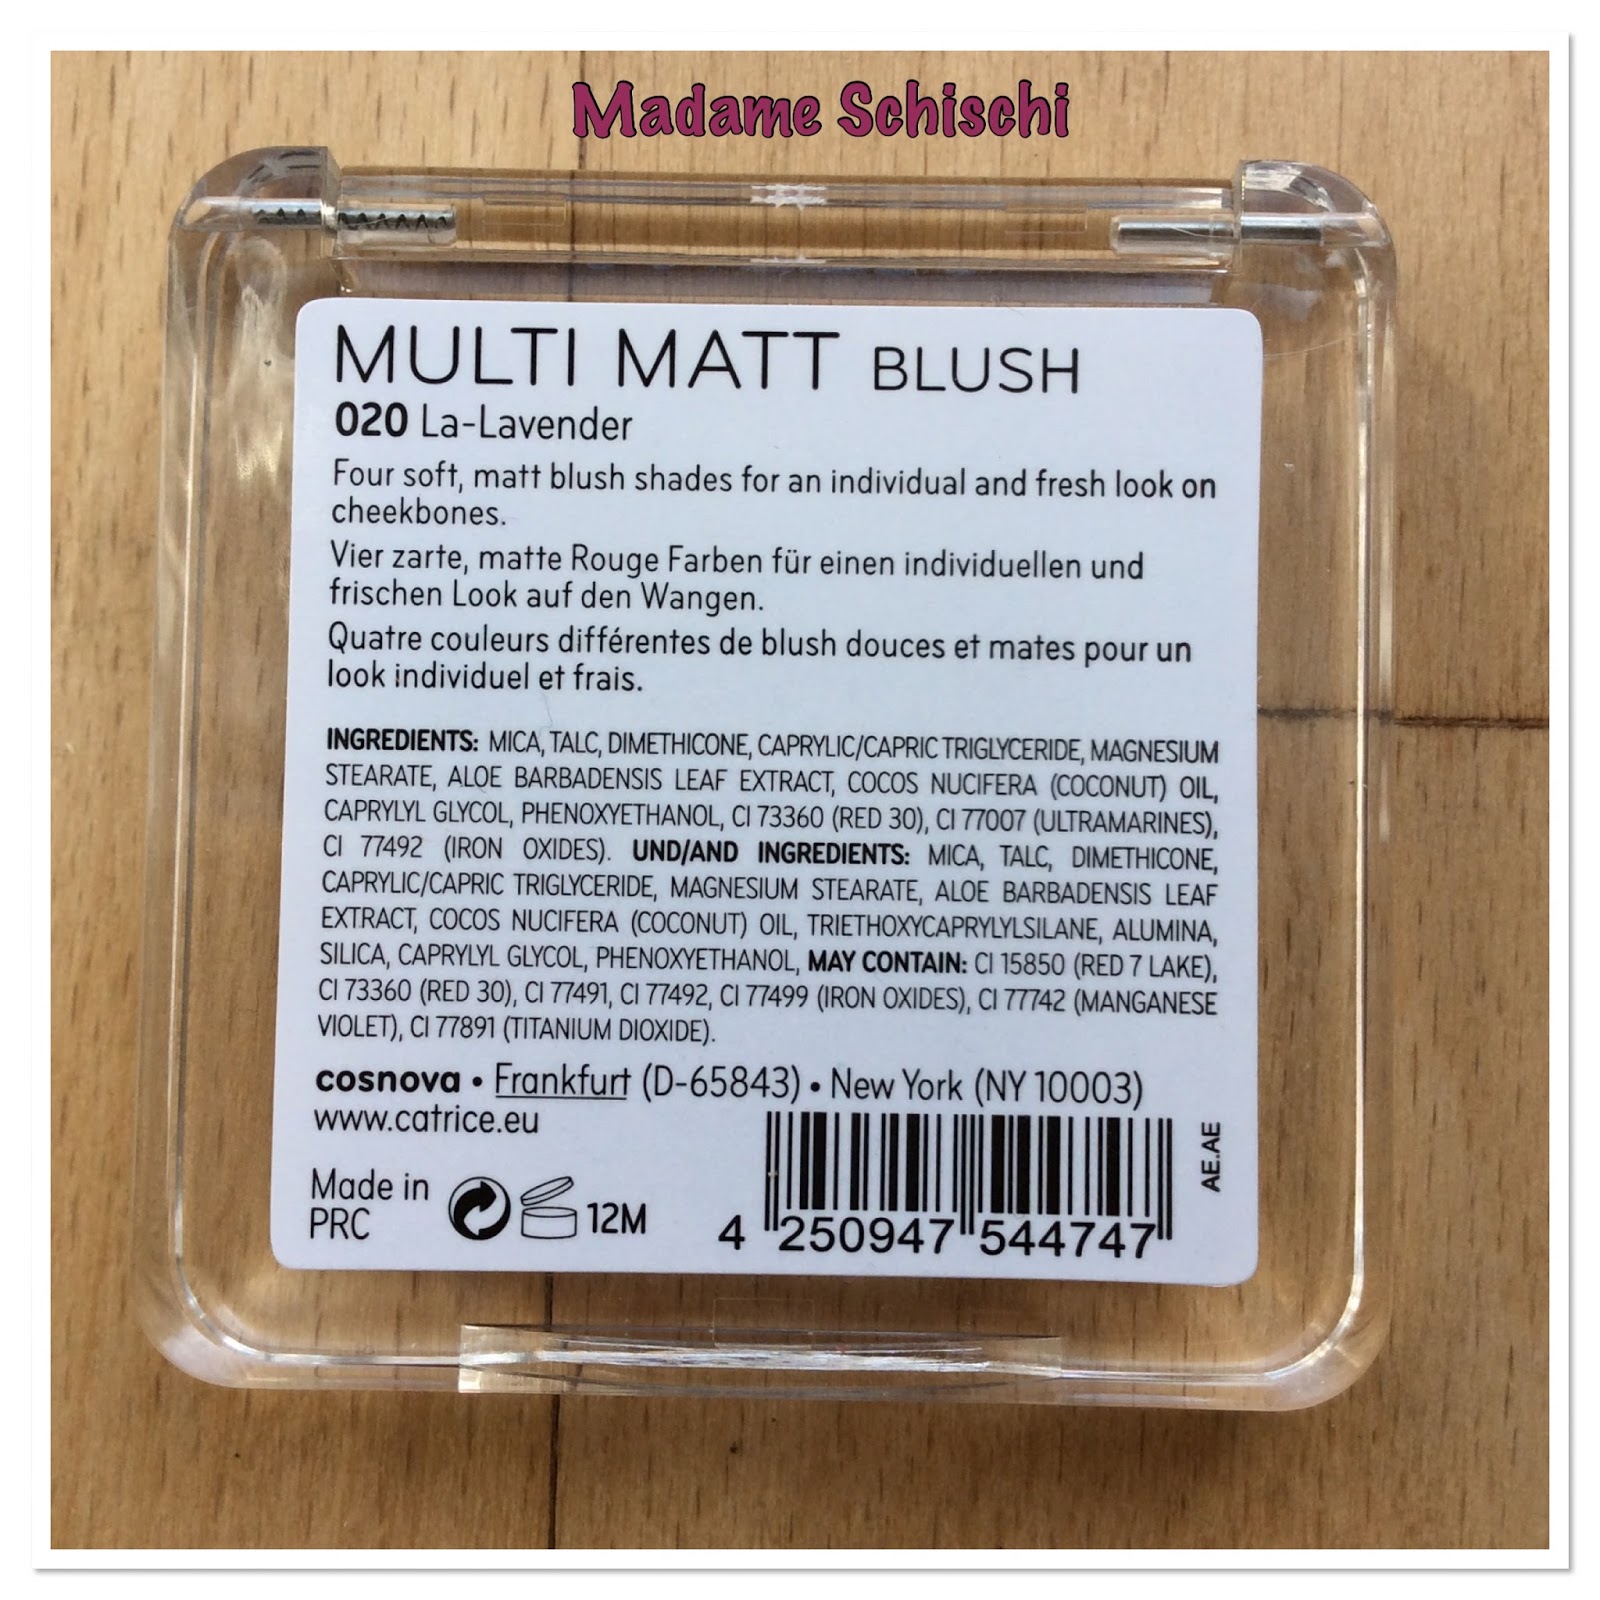 Madame Schischi
MULTI MATT BLUSH
020 La-Lavender
Four soft, matt blush shades for an individual and fresh look on
cheekbones.
Vier zarte, matte Rouge Farben für einen individuellen und
frischen Look auf den Wangen.
Quatre couleurs différentes de blush douces et mates pour un
look individuel et frais.
INGREDIENTS: MICA, TALC, DIMETHICONE, CAPRYLIC/CAPRIC TRIGLYCERIDE, MAGNESIUM
STEARATE, ALOE BARBADENSIS LEAF EXTRACT, COCOS NUCIFERA (COCONUT) OIL,
CAPRYLYL GLYCOL, PHENOXYETHANOL, CI 73360 (RED 30), CI 77007 (ULTRAMARINES),
CI 77492 (IRON OXIDES). UND/AND INGREDIENTS: MICA, TALC, DIMETHICONE,
CAPRYLIC/CAPRIC TRIGLYCERIDE, MAGNESIUM STEARATE, ALOE BARBADENSIS LEAF
EXTRACT, COCOS NUCIFERA (COCONUT) OIL, TRIETHOXYCAPRYLYLSILANE, ALUMINA,
SILICA, CAPRYLYL GLYCOL, PHENOXYETHANOL, MAY CONTAIN: CI 15850 (RED 7 LAKE),
CI 73360 (RED 30), CI 77491, CI 77492, CI 77499 (IRON OXIDES), CI 77742 (MANGANESE
VIOLET), CI 77891 (TITANIUM DIOXIDE).
cosnova • Frankfurt (D-65843) • New York (NY 10003)
www.catrice.eu
Made in
PRC
12M
4 250947 544747
AE.AE